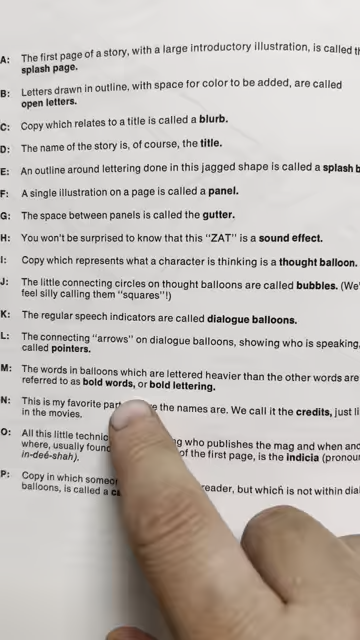 A: The first page of a story, with a large introductory illustration, is called
splash page.
B: Letters drawn in outline, with space for color to be added, are called
open letters.
C: Copy which relates to a title is called a blurb.
D: The name of the story is, of course, the title.
E: An outline around lettering done in this jagged shape is called a splash
F: A single illustration on a page is called a panel.
G: The space between panels is called the gutter.
H: You won't be surprised to know that this "ZAT" is a sound effect.
I: Copy which represents what a character is thinking is a thought balloon.
J: The little connecting circles on thought balloons are called bubbles. (We'
feel silly calling them "squares"!)
K: The regular speech indicators are called dialogue balloons.
L: The connecting "arrows" on dialogue balloons, showing who is speaking,
called pointers.
M: The words in balloons which are lettered heavier than the other words are
referred to as bold words, or bold lettering.
N: This is my favorite the names are. We call it the credits, just
in the movies.
O: All this little who publishes the mag and when and
where, usually of the first page, is the indicia
in-deé-shah).
P: Copy in which reader, but which is not within
balloons, is called a